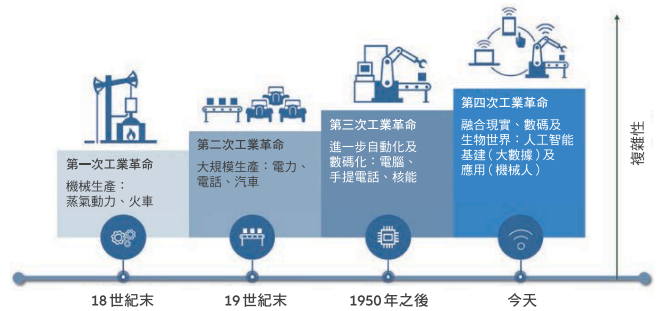 第一次工業革命
機械生產：
蒸氣動力、火車
第二次工業革命
大規模生產：電力、
電話、汽車
第三次工業革命
進一步自動化及
數碼化：電腦、
手提電話、核能
第四次工業革命
融合現實、數碼及
生物世界：人工智能
基建（大數據）及
應用（機械人）
複雜性
18世紀末
19世紀末
1950年之後
今天